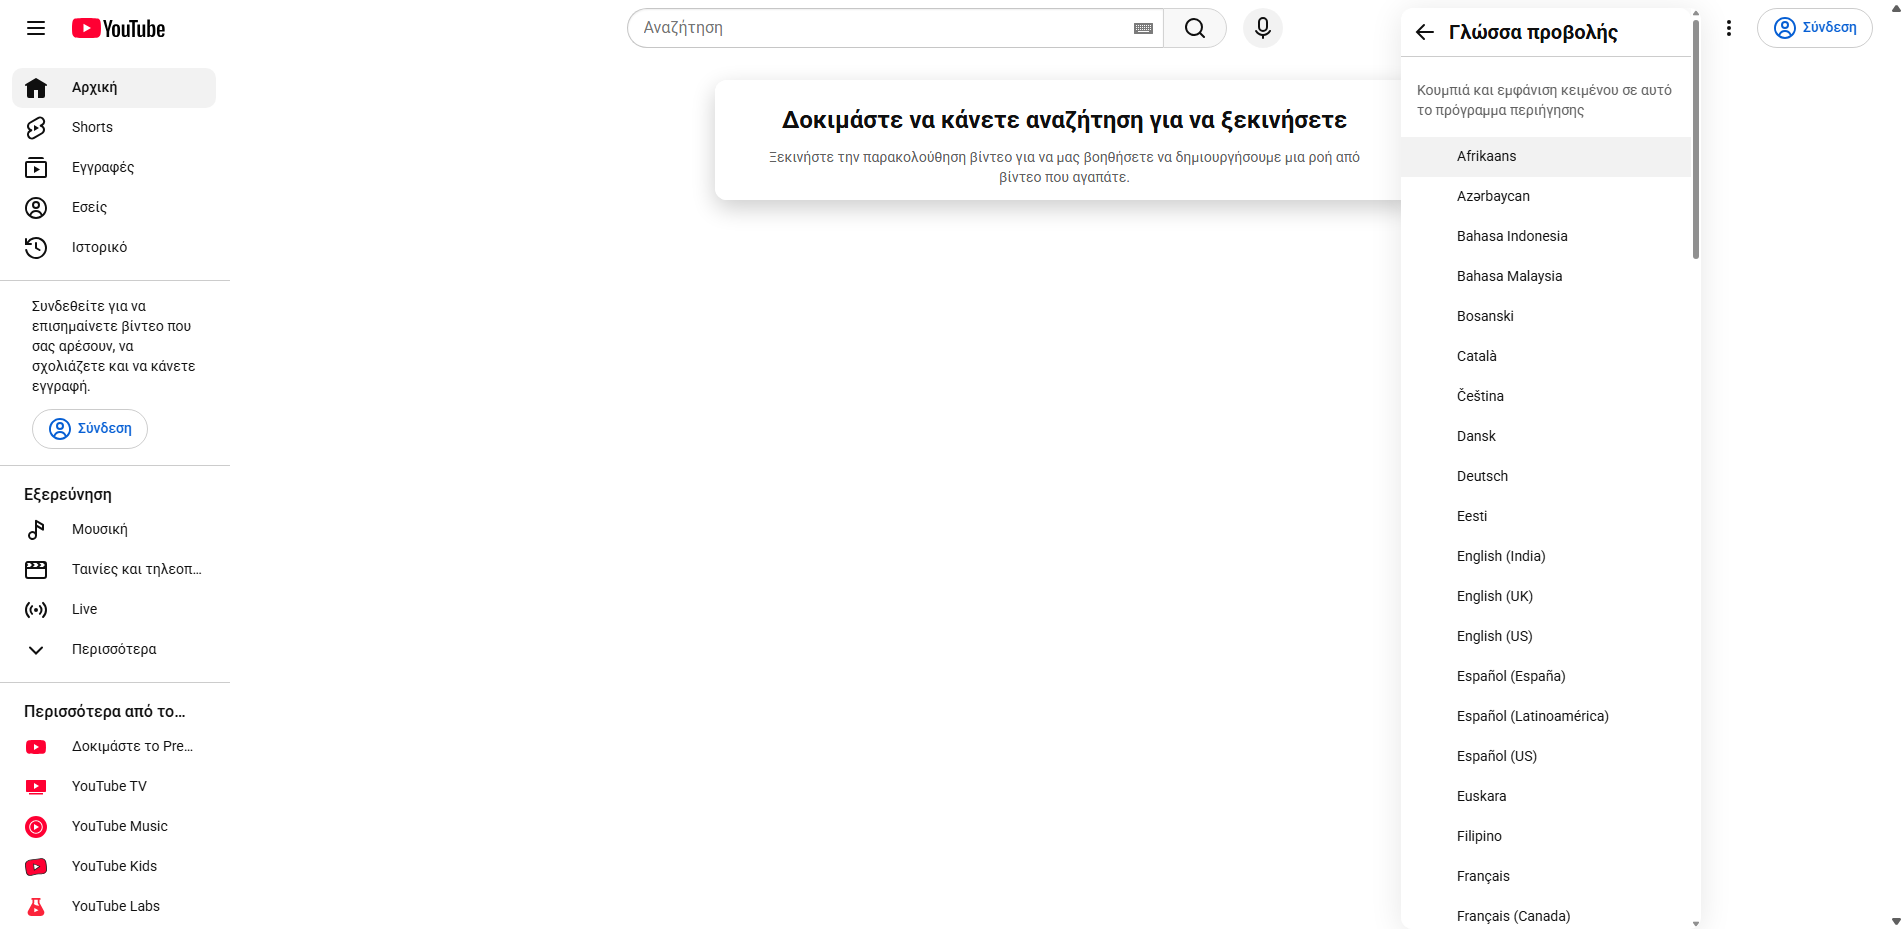 YouTube
Αναζήτηση
Σύνδεση
Αρχική
Shorts
Εγγραφές
Εσείς
Ιστορικό
Συνδεθείτε για να
επισημαίνετε βίντεο που
σας αρέσουν, να
σχολιάζετε και να κάνετε
εγγραφή.
Σύνδεση
Εξερεύνηση
Μουσική
Ταινίες και τηλεοπ...
Live
Περισσότερα
Περισσότερα από το...
Δοκιμάστε το Pre...
YouTube TV
YouTube Music
YouTube Kids
YouTube Labs
Δοκιμάστε να κάνετε αναζήτηση για να ξεκινήσετε
Ξεκινήστε την παρακολούθηση βίντεο για να μας βοηθήσετε να δημιουργήσουμε μια ροή από
βίντεο που αγαπάτε.
Γλώσσα προβολής
Κουμπιά και εμφάνιση κειμένου σε αυτό
το πρόγραμμα περιήγησης
Afrikaans
Azərbaycan
Bahasa Indonesia
Bahasa Malaysia
Bosanski
Català
Čeština
Dansk
Deutsch
Eesti
English (India)
English (UK)
English (US)
Español (España)
Español (Latinoamérica)
Español (US)
Euskara
Filipino
Français
Français (Canada)